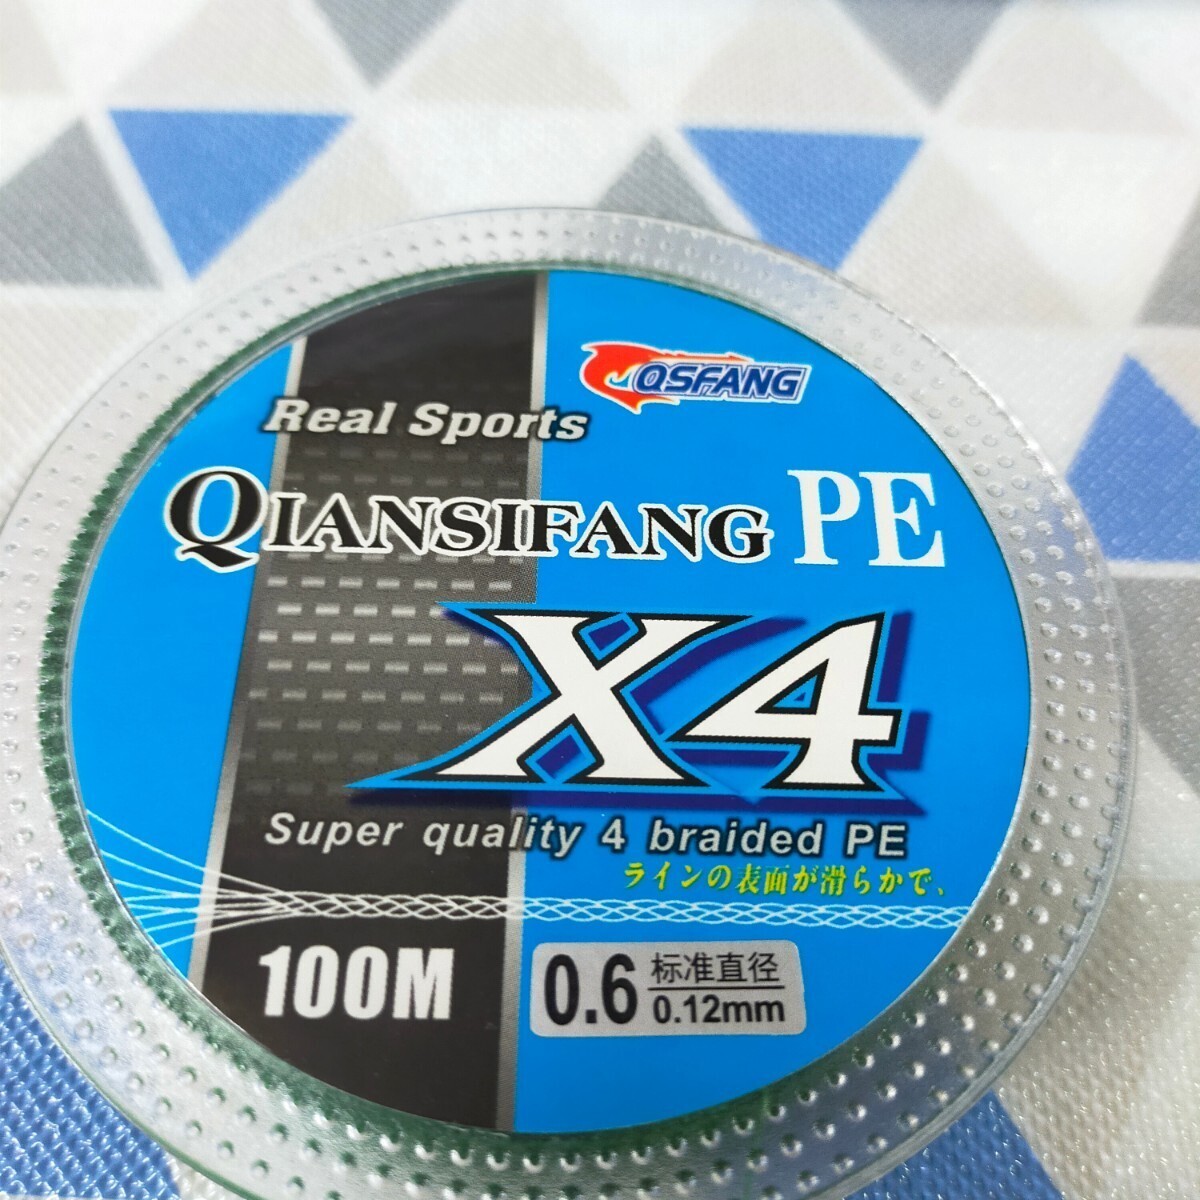 QSFANG
Real Sports
QIANSIFANG PE
X4
Super quality 4 braided PE
ラインの表面が滑らかで、
100M
0.6
标准直径
0.12mm